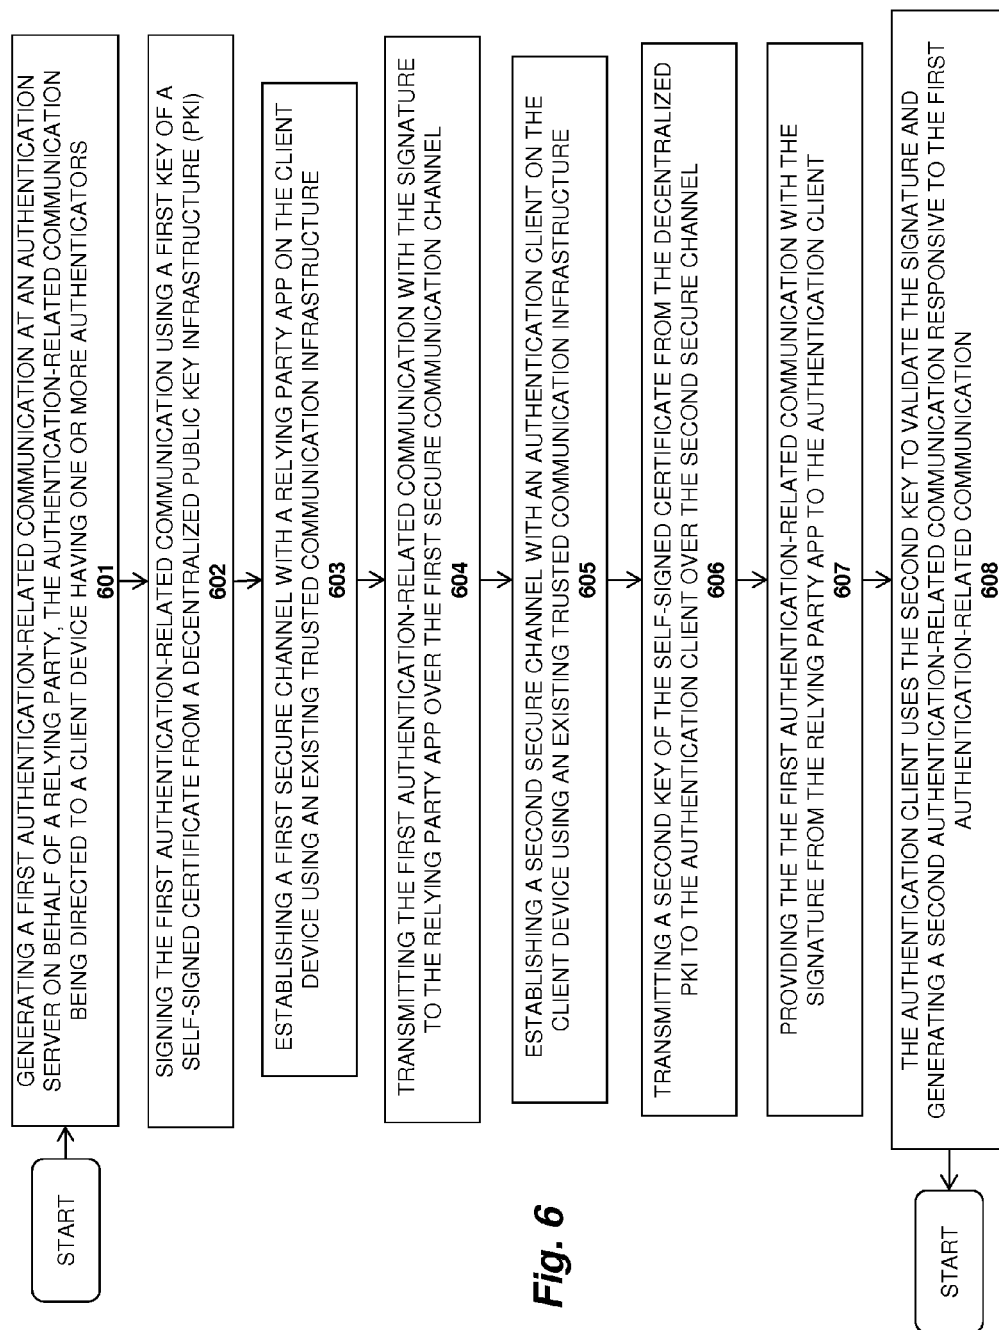 START
GENERATING A FIRST AUTHENTICATION-RELATED COMMUNICATION AT AN AUTHENTICATION
SERVER ON BEHALF OF A RELYING PARTY, THE AUTHENTICATION-RELATED COMMUNICATION
BEING DIRECTED TO A CLIENT DEVICE HAVING ONE OR MORE AUTHENTICATORS
601
SIGNING THE FIRST AUTHENTICATION-RELATED COMMUNICATION USING A FIRST KEY OF A
SELF-SIGNED CERTIFICATE FROM A DECENTRALIZED PUBLIC KEY INFRASTRUCTURE (PKI)
602
ESTABLISHING A FIRST SECURE CHANNEL WITH A RELYING PARTY APP ON THE CLIENT
DEVICE USING AN EXISTING TRUSTED COMMUNICATION INFRASTRUCTURE
603
TRANSMITTING THE FIRST AUTHENTICATION-RELATED COMMUNICATION WITH THE SIGNATURE
TO THE RELYING PARTY APP OVER THE FIRST SECURE COMMUNICATION CHANNEL
604
ESTABLISHING A SECOND SECURE CHANNEL WITH AN AUTHENTICATION CLIENT ON THE
CLIENT DEVICE USING AN EXISTING TRUSTED COMMUNICATION INFRASTRUCTURE
605
TRANSMITTING A SECOND KEY OF THE SELF-SIGNED CERTIFICATE FROM THE DECENTRALIZED
PKI TO THE AUTHENTICATION CLIENT OVER THE SECOND SECURE CHANNEL
606
PROVIDING THE THE FIRST AUTHENTICATION-RELATED COMMUNICATION WITH THE
SIGNATURE FROM THE RELYING PARTY APP TO THE AUTHENTICATION CLIENT
607
THE AUTHENTICATION CLIENT USES THE SECOND KEY TO VALIDATE THE SIGNATURE AND
GENERATING A SECOND AUTHENTICATION-RELATED COMMUNICATION RESPONSIVE TO THE FIRST
AUTHENTICATION-RELATED COMMUNICATION
608
START
Fig. 6